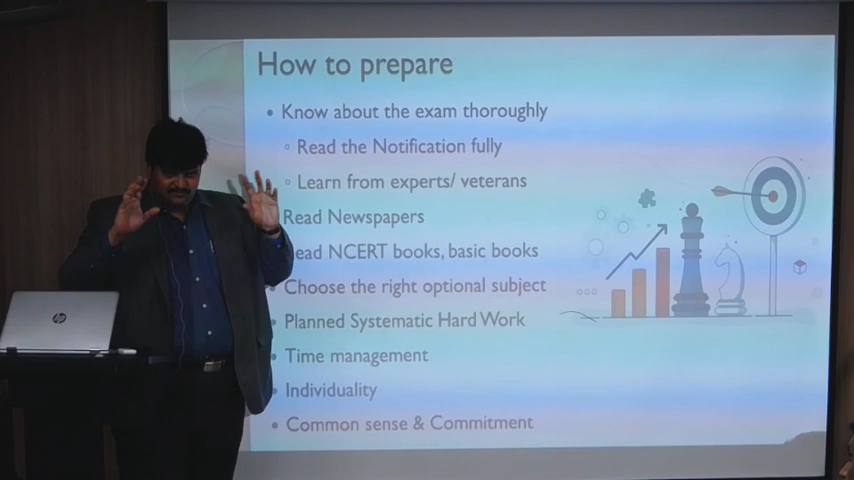 How to prepare
• Know about the exam thoroughly
◦ Read the Notification fully
◦ Learn from experts/ veterans
Read Newspapers
ead NCERT books, basic books
• Choose the right optional subject
• Planned Systematic Hard Work
• Time management
• Individuality
• Common sense & Commitment
hp